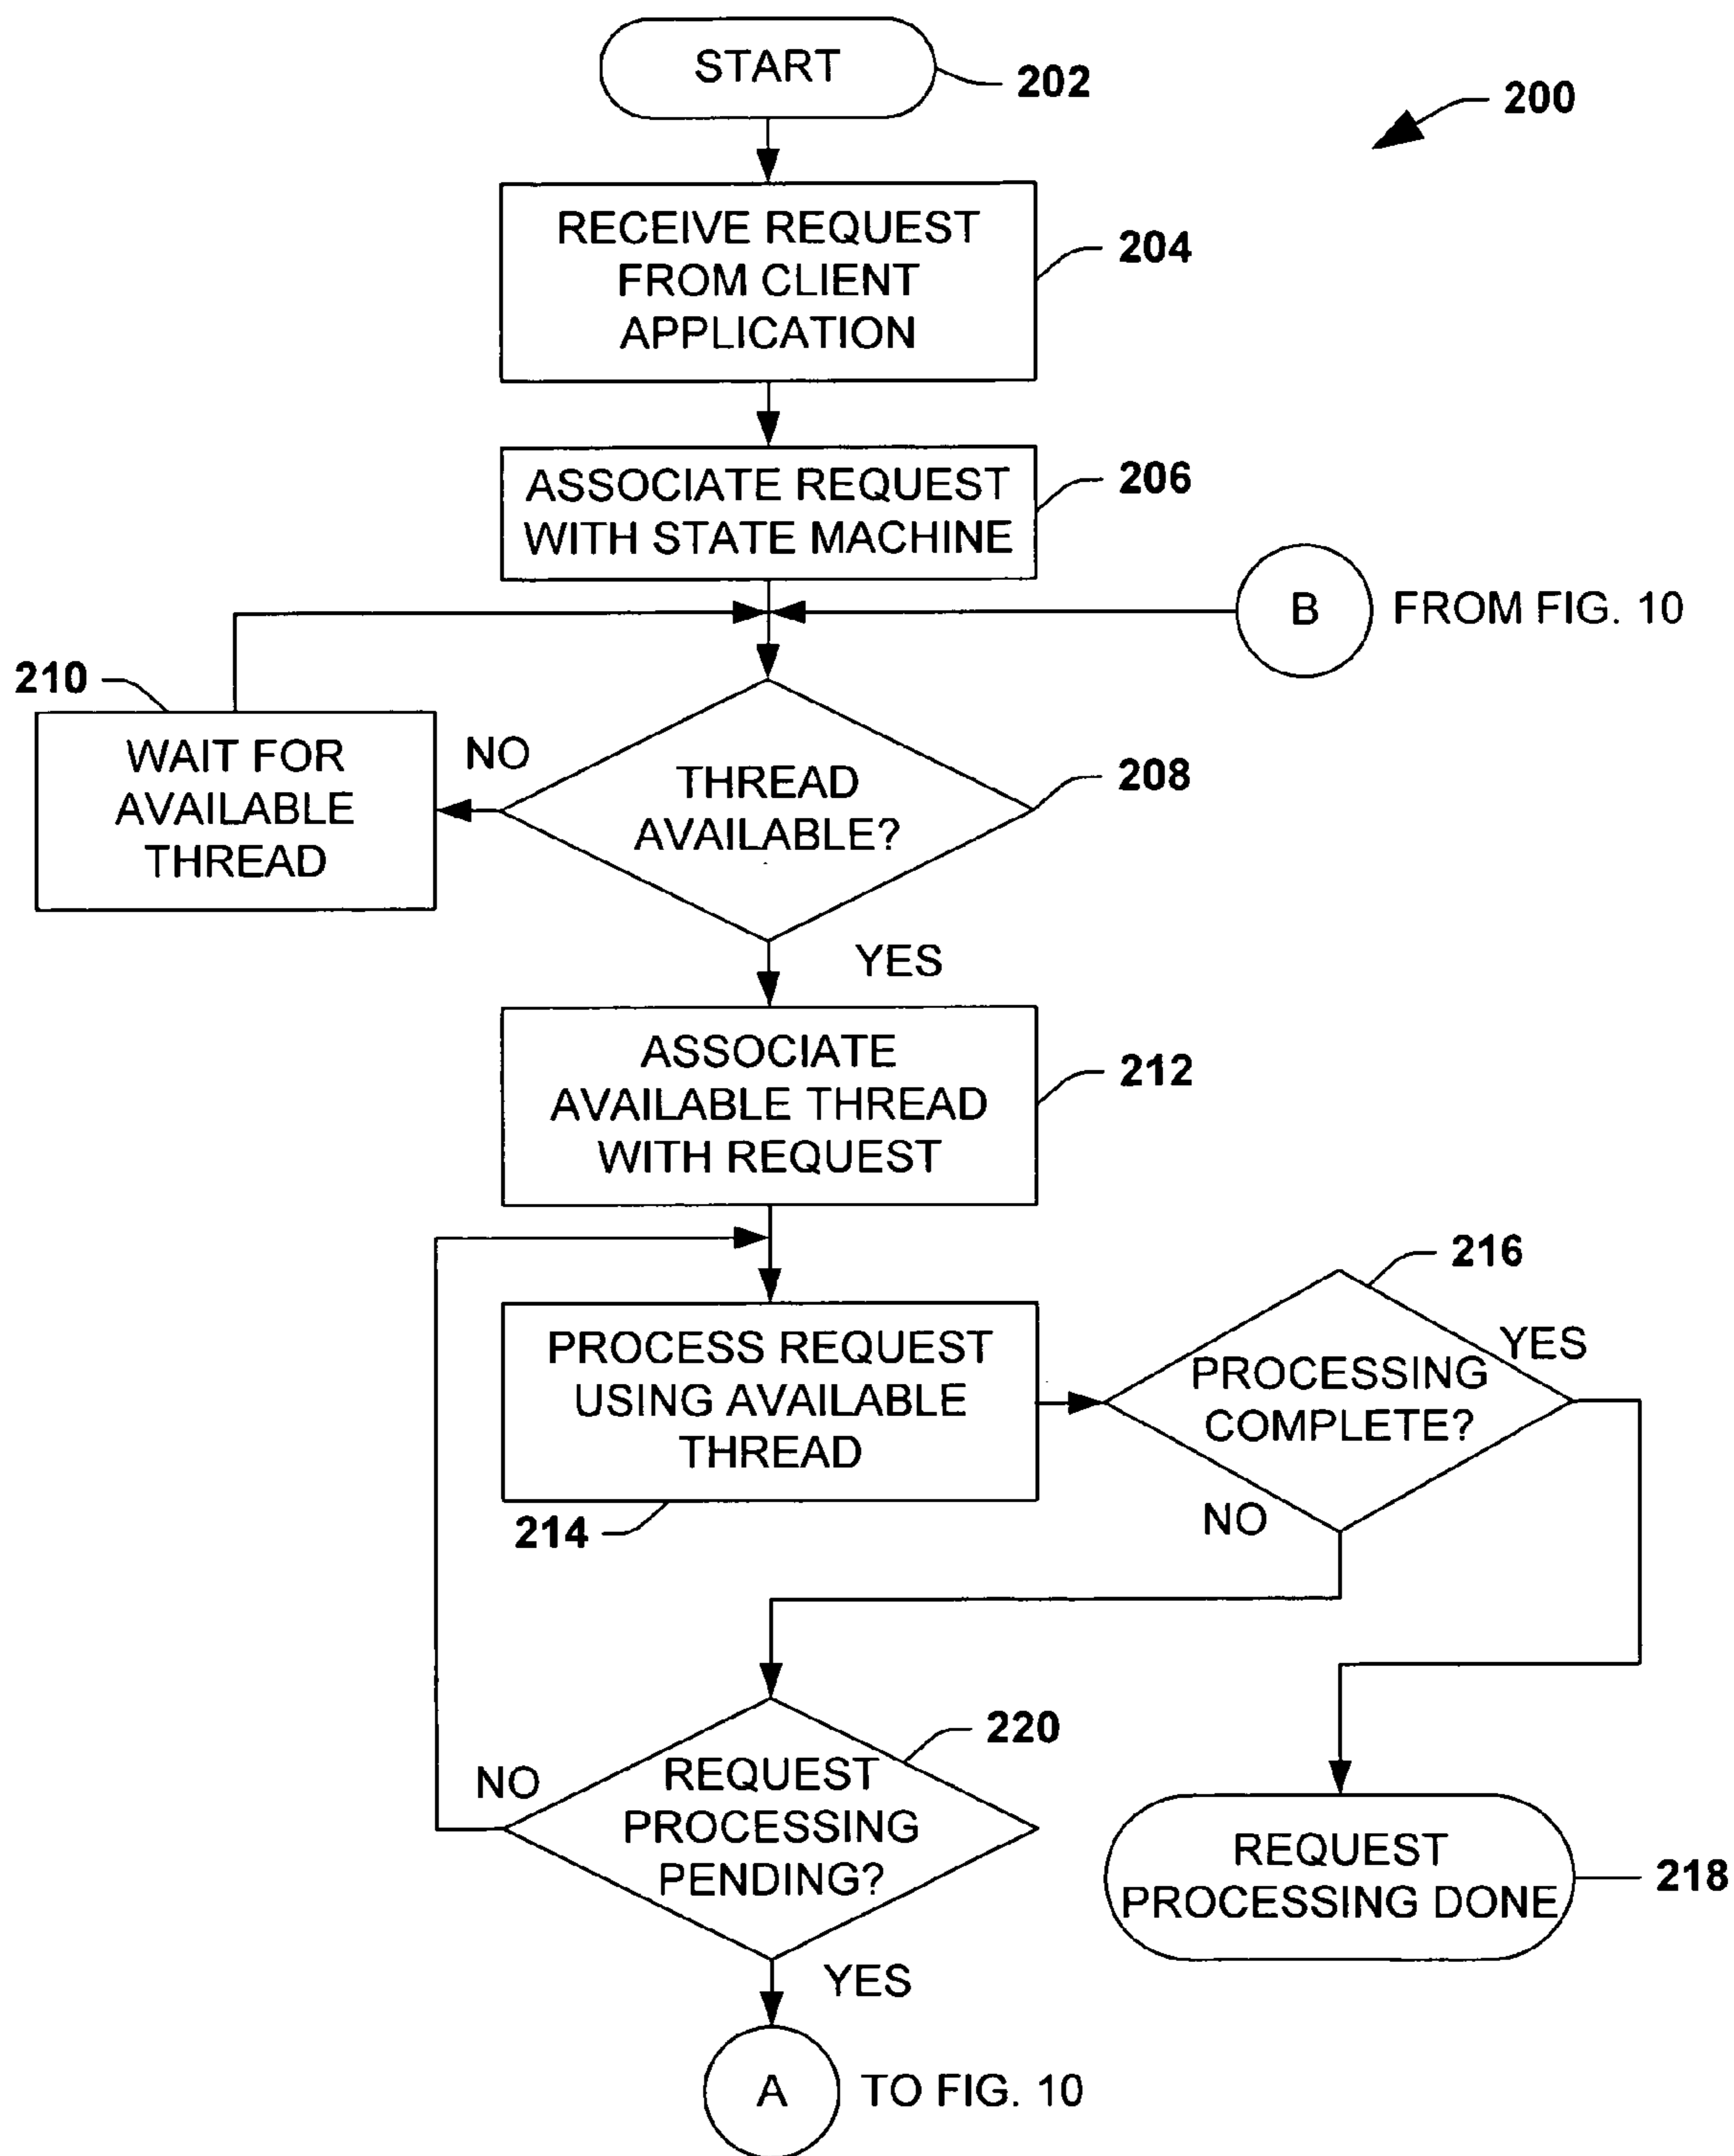 START
202
200
RECEIVE REQUEST
FROM CLIENT
APPLICATION
204
ASSOCIATE REQUEST
WITH STATE MACHINE
206
B
FROM FIG. 10
210
WAIT FOR
AVAILABLE
THREAD
NO
THREAD
AVAILABLE?
208
YES
ASSOCIATE
AVAILABLE THREAD
WITH REQUEST
212
216
PROCESS REQUEST
USING AVAILABLE
THREAD
214
PROCESSING
COMPLETE?
YES
NO
220
REQUEST
PROCESSING
PENDING?
NO
YES
REQUEST
PROCESSING DONE
218
A
TO FIG. 10